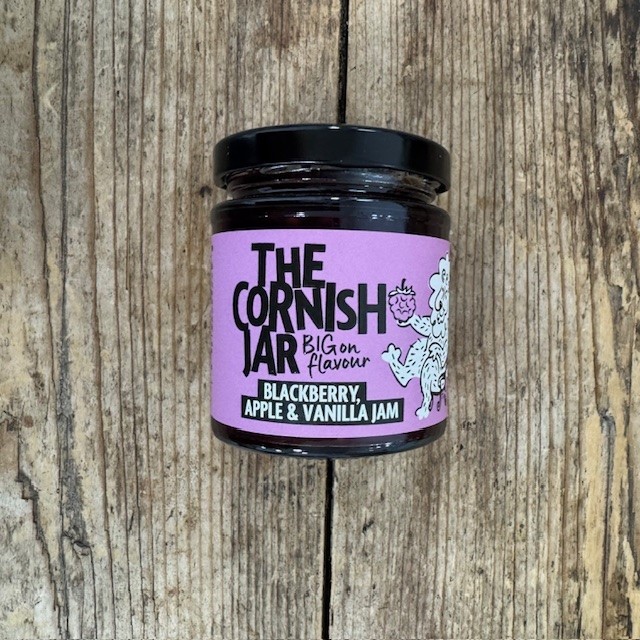 THE
CORNISH
JAR
BIG on
flavour
BLACKBERRY,
APPLE & VANILLA JAM